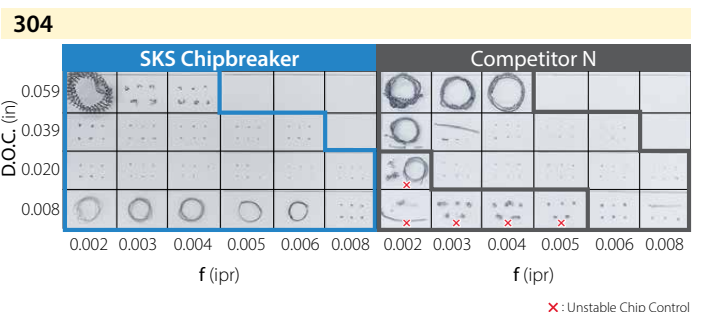 304
SKS Chipbreaker
Competitor N
D.O.C. (in)
0.059
0.039
0.020
0.008
0.002 0.003 0.004 0.005 0.006 0.008
0.002 0.003 0.004 0.005 0.006 0.008
f (ipr)
f (ipr)
× : Unstable Chip Control